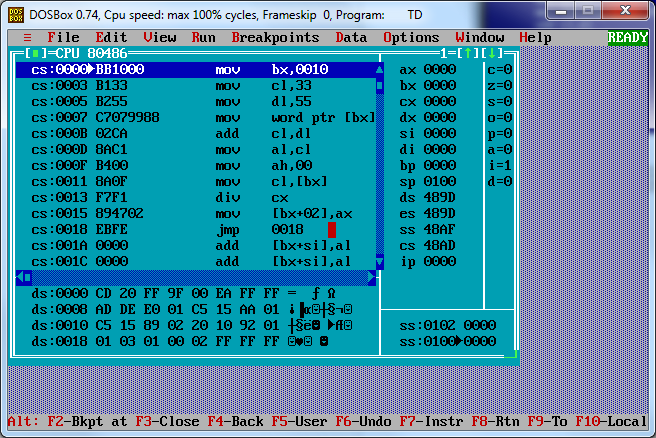 DOSBox 0.74, Cpu speed: max 100% cycles, Frameskip 0, Program: TD
≡ File Edit View Run Breakpoints Data Options Window Help READY
[■]=CPU 80486 1=[↑][↓]
cs:0000►BB1000 mov bx,0010 ax 0000 c=0
cs:0003 B133 mov cl,33 bx 0000 z=0
cs:0005 B255 mov dl,55 cx 0000 s=0
cs:0007 C7079988 mov word ptr [bx] dx 0000 o=0
cs:000B 02CA add cl,dl si 0000 p=0
cs:000D 8AC1 mov al,cl di 0000 a=0
cs:000F B400 mov ah,00 bp 0000 i=1
cs:0011 8A0F mov cl,[bx] sp 0100 d=0
cs:0013 F7F1 div cx ds 489D
cs:0015 894702 mov [bx+02],ax es 489D
cs:0018 EBFE jmp 0018 ss 48AF
cs:001A 0000 add [bx+si],al cs 48AD
cs:001C 0000 add [bx+si],al ip 0000
ds:0000 CD 20 FF 9F 00 EA FF FF = ƒ Ω
ds:0008 AD DE E0 01 C5 15 AA 01 ¡▐α☺┼§¬☺
ds:0010 C5 15 89 02 20 10 92 01 ┼§ë☻ ►Æ☺ ss:0102 0000
ds:0018 01 03 01 00 02 FF FF FF ☺♥☺ ☻ ss:0100►0000
Alt: F2-Bkpt at F3-Close F4-Back F5-User F6-Undo F7-Instr F8-Rtn F9-To F10-Local